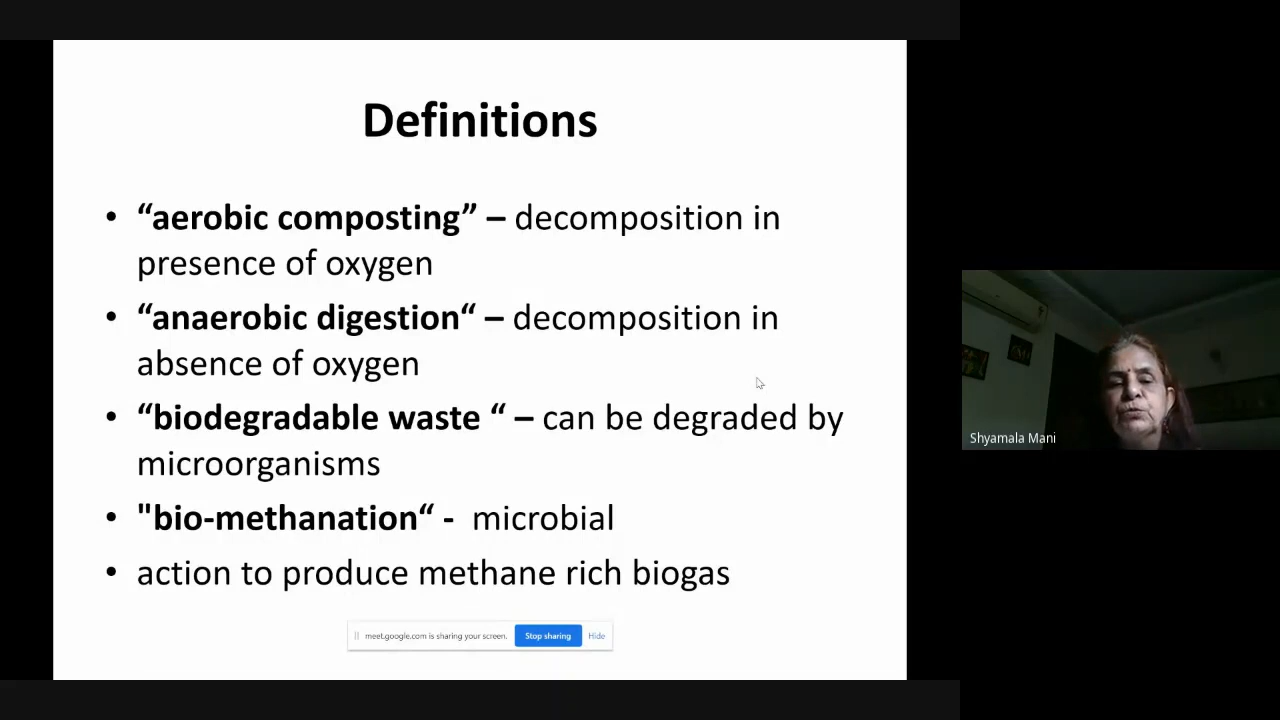 Definitions
• “aerobic composting” – decomposition in
presence of oxygen
• “anaerobic digestion“ – decomposition in
absence of oxygen
• “biodegradable waste “ – can be degraded by
microorganisms
• "bio-methanation“ - microbial
• action to produce methane rich biogas
meet.google.com is sharing your screen. Stop sharing Hide
Shyamala Mani